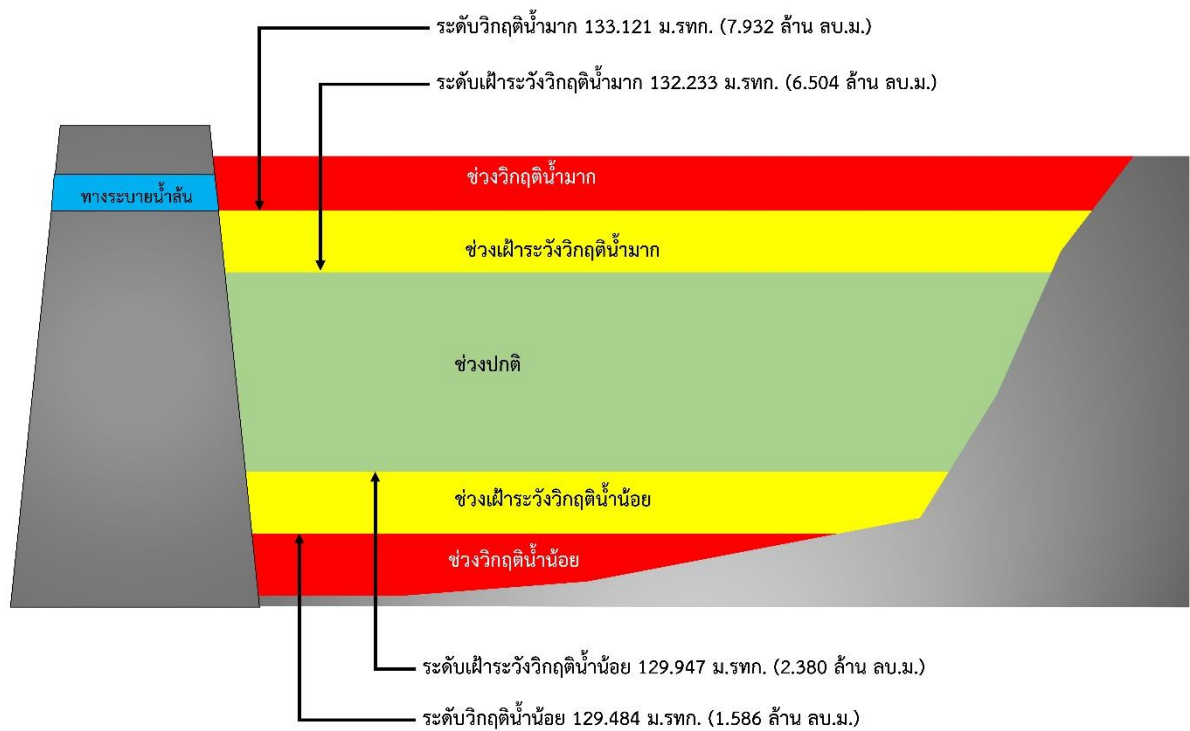 ระดับวิกฤติน้ำมาก 133.121 ม.รทก. (7.932 ล้าน ลบ.ม.)
ระดับเฝ้าระวังวิกฤติน้ำมาก 132.233 ม.รทก. (6.504 ล้าน ลบ.ม.)
ช่วงวิกฤติน้ำมาก
ทางระบายน้ำล้น
ช่วงเฝ้าระวังวิกฤติน้ำมาก
ช่วงปกติ
ช่วงเฝ้าระวังวิกฤติน้ำน้อย
ช่วงวิกฤติน้ำน้อย
ระดับเฝ้าระวังวิกฤติน้ำน้อย 129.947 ม.รทก. (2.380 ล้าน ลบ.ม.)
ระดับวิกฤติน้ำน้อย 129.484 ม.รทก. (1.586 ล้าน ลบ.ม.)